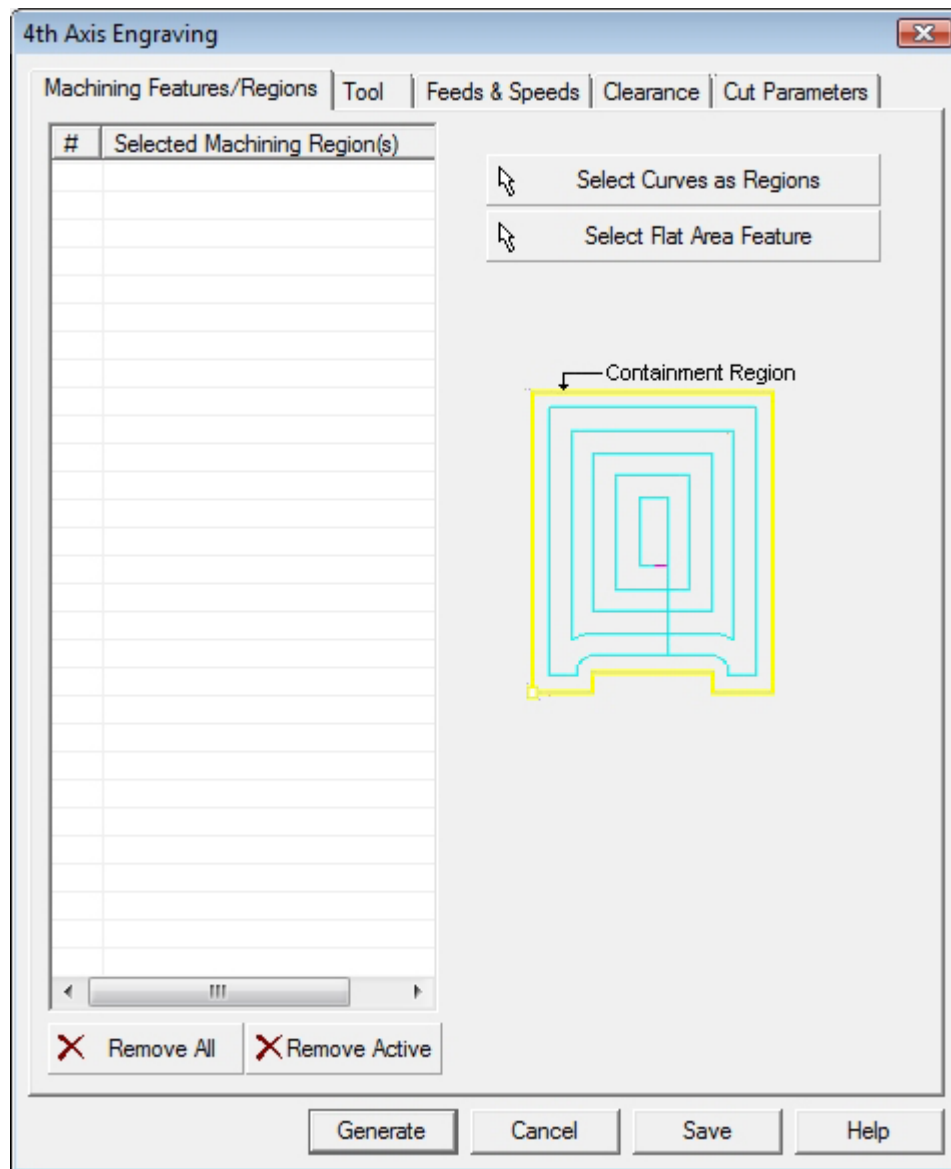 4th Axis Engraving
Machining Features/Regions Tool Feeds & Speeds Clearance Cut Parameters
# Selected Machining Region(s)
Select Curves as Regions
Select Flat Area Feature
Containment Region
Remove All Remove Active
Generate Cancel Save Help